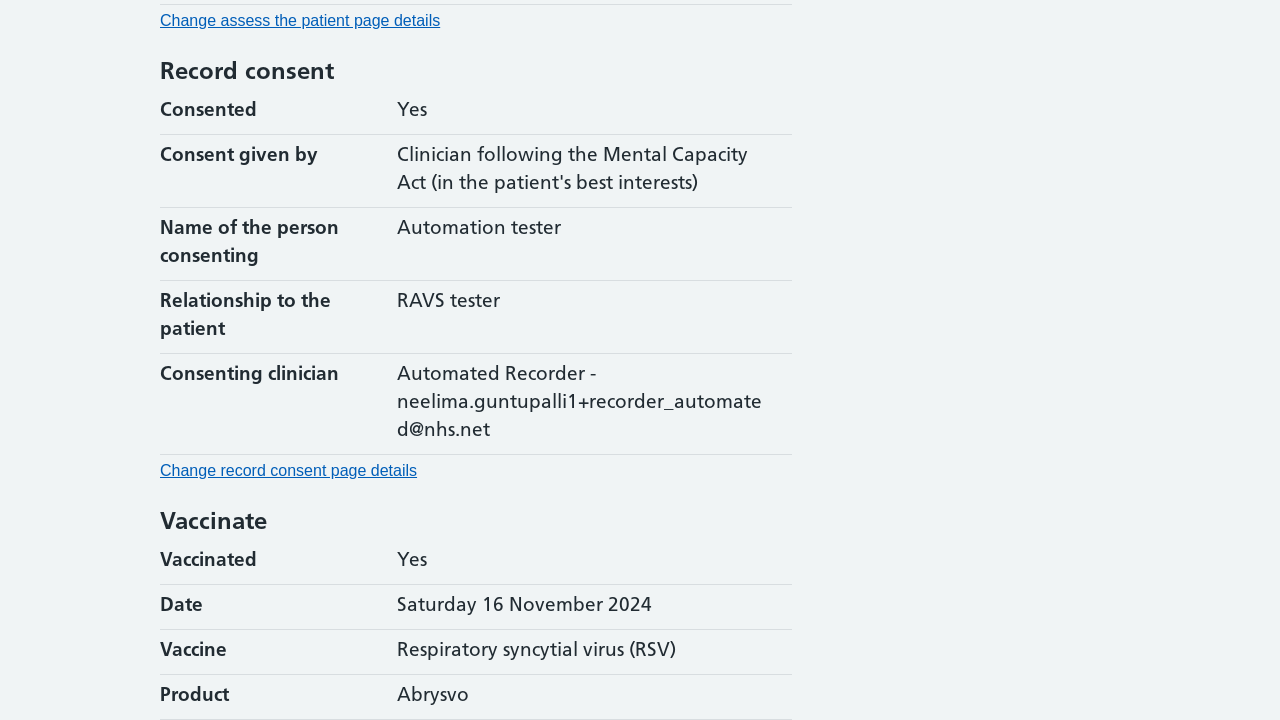 Change assess the patient page details
Record consent
Consented Yes
Consent given by Clinician following the Mental Capacity
Act (in the patient's best interests)
Name of the person Automation tester
consenting
Relationship to the RAVS tester
patient
Consenting clinician Automated Recorder -
neelima.guntupalli1+recorder_automate
d@nhs.net
Change record consent page details
Vaccinate
Vaccinated Yes
Date Saturday 16 November 2024
Vaccine Respiratory syncytial virus (RSV)
Product Abrysvo